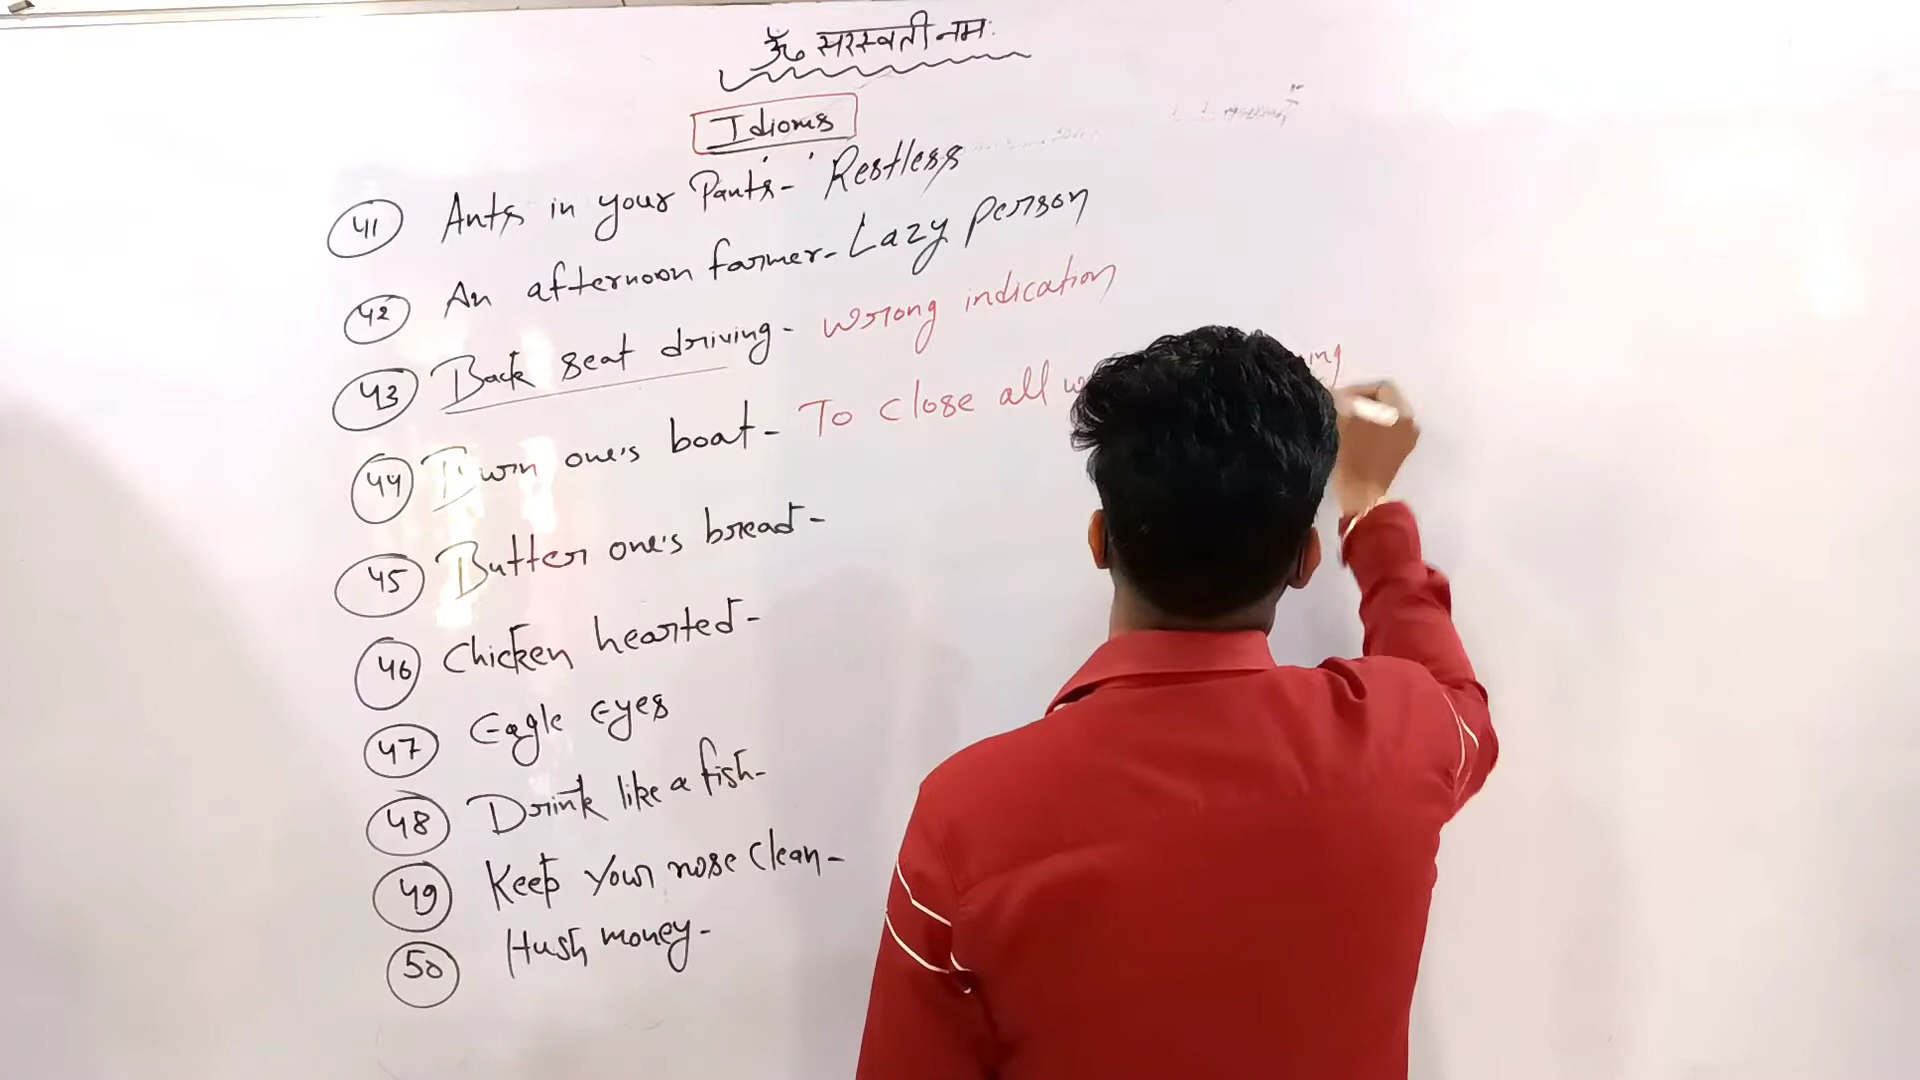 ॐ सरस्वती नमः
Idioms
41 Ants in your Pants - Restless
42 An afternoon farmer - Lazy person
43 Back seat driving - Wrong indication
44 one's boat - To close all
45 Butter one's bread -
46 Chicken hearted -
47 Eagle Eyes
48 Drink like a fish -
49 Keep Your nose clean -
50 Hush money -